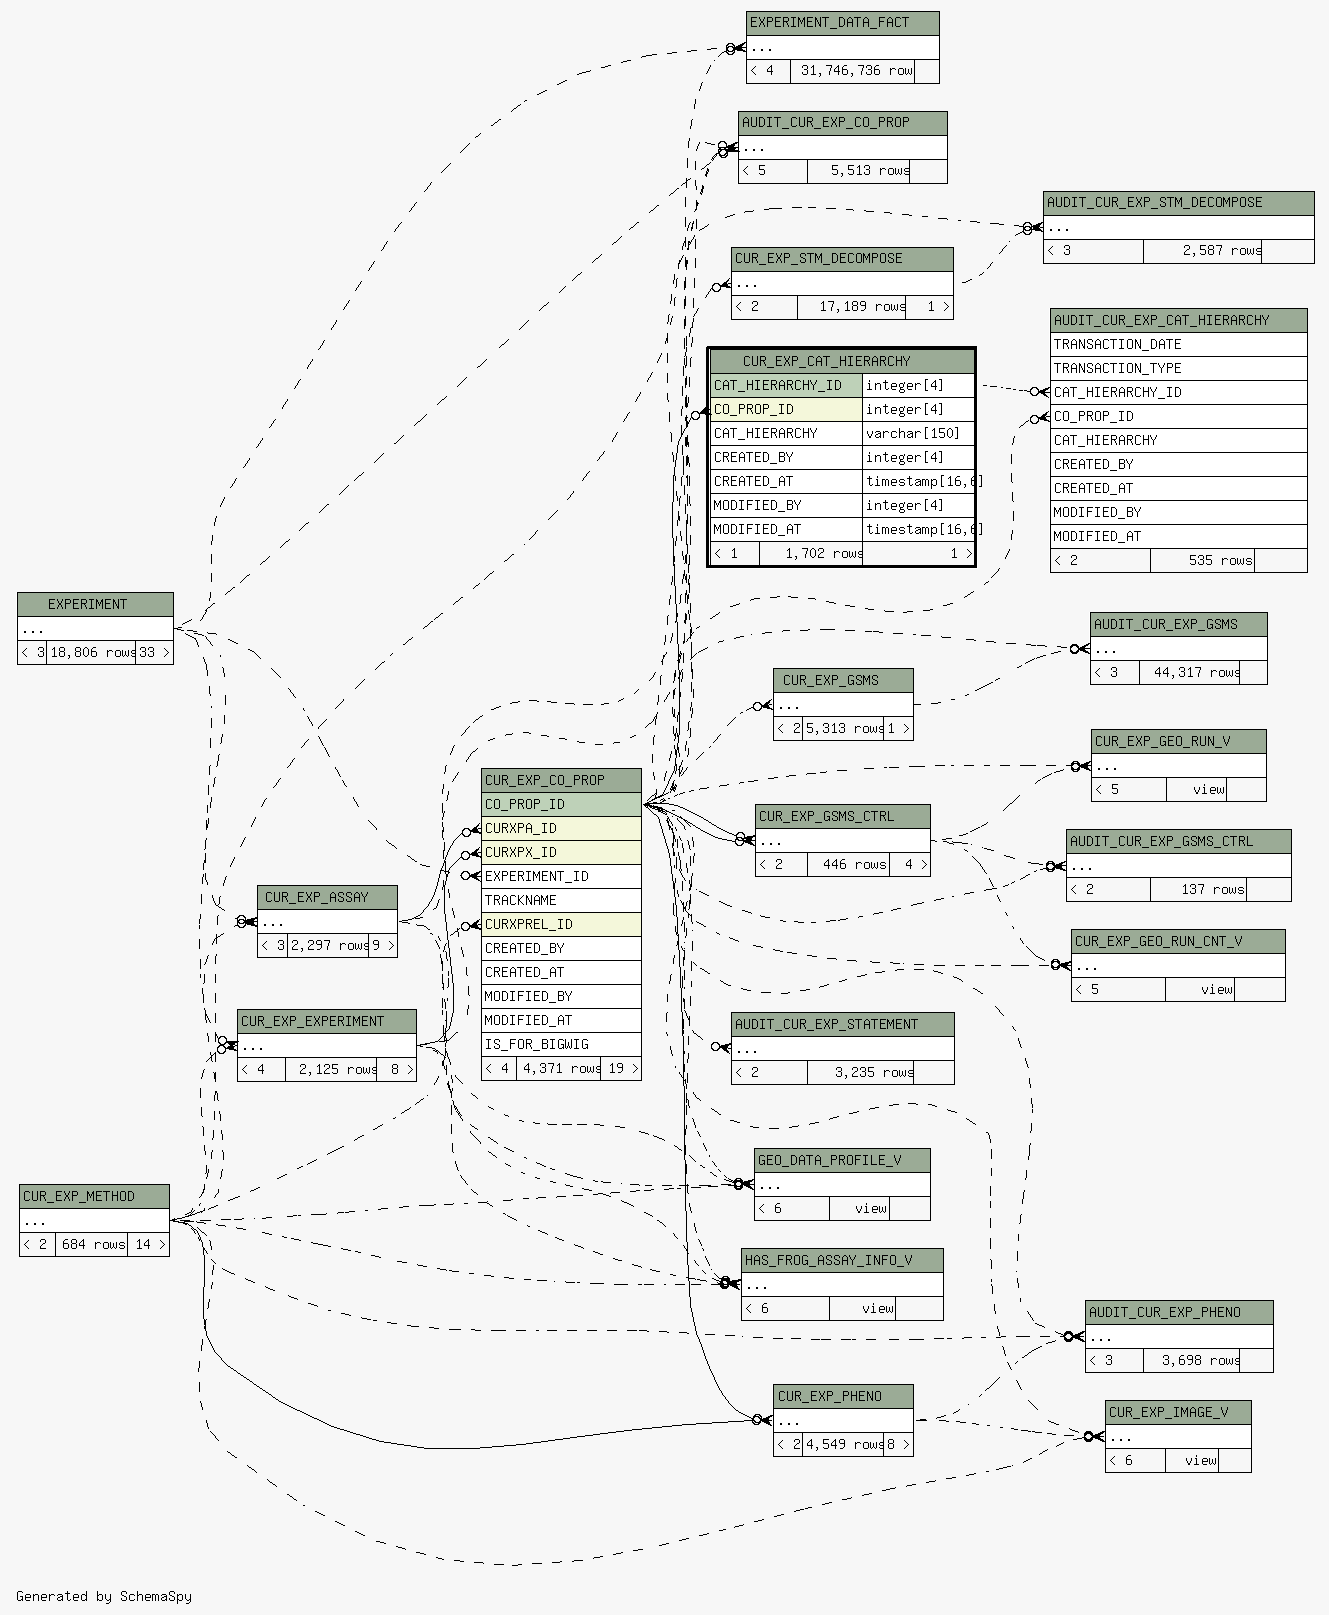 EXPERIMENT_DATA_FACT
...
< 4 31,746,736 row
AUDIT_CUR_EXP_CO_PROP
...
< 5 5,513 rows
AUDIT_CUR_EXP_STM_DECOMPOSE
...
< 3 2,587 rows
CUR_EXP_STM_DECOMPOSE
...
< 2 17,189 rows 1 >
CUR_EXP_CAT_HIERARCHY
CAT_HIERARCHY_ID integer[4]
CO_PROP_ID integer[4]
CAT_HIERARCHY varchar[150]
CREATED_BY integer[4]
CREATED_AT timestamp[16,6]
MODIFIED_BY integer[4]
MODIFIED_AT timestamp[16,6]
< 1 1,702 rows 1 >
AUDIT_CUR_EXP_CAT_HIERARCHY
TRANSACTION_DATE
TRANSACTION_TYPE
CAT_HIERARCHY_ID
CO_PROP_ID
CAT_HIERARCHY
CREATED_BY
CREATED_AT
MODIFIED_BY
MODIFIED_AT
< 2 535 rows
EXPERIMENT
...
< 3 18,806 rows 33 >
AUDIT_CUR_EXP_GSMS
...
< 3 44,317 rows
CUR_EXP_GSMS
...
< 2 5,313 rows 1 >
CUR_EXP_GEO_RUN_V
...
< 5 view
CUR_EXP_CO_PROP
CO_PROP_ID
CURXPA_ID
CURXPX_ID
EXPERIMENT_ID
TRACKNAME
CURXPREL_ID
CREATED_BY
CREATED_AT
MODIFIED_BY
MODIFIED_AT
IS_FOR_BIGWIG
< 4 4,371 rows 19 >
CUR_EXP_GSMS_CTRL
...
< 2 446 rows 4 >
AUDIT_CUR_EXP_GSMS_CTRL
...
< 2 137 rows
CUR_EXP_ASSAY
...
< 3 2,297 rows 9 >
CUR_EXP_GEO_RUN_CNT_V
...
< 5 view
CUR_EXP_EXPERIMENT
...
< 4 2,125 rows 8 >
AUDIT_CUR_EXP_STATEMENT
...
< 2 3,235 rows
GEO_DATA_PROFILE_V
...
< 6 view
CUR_EXP_METHOD
...
< 2 684 rows 14 >
HAS_FROG_ASSAY_INFO_V
...
< 6 view
AUDIT_CUR_EXP_PHENO
...
< 3 3,698 rows
CUR_EXP_PHENO
...
< 2 4,549 rows 8 >
CUR_EXP_IMAGE_V
...
< 6 view
Generated by SchemaSpy